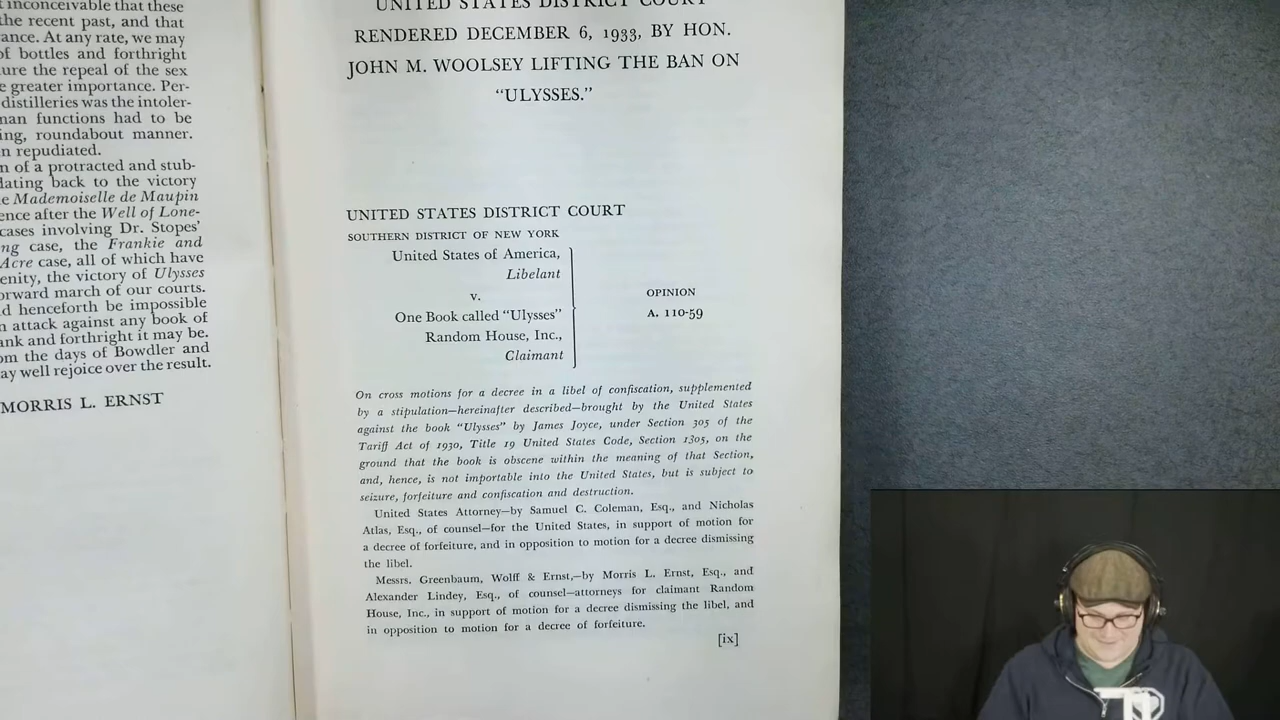 inconceivable that these
the recent past, and that
ance. At any rate, we may
of bottles and forthright
ure the repeal of the sex
e greater importance. Per-
distilleries was the intoler-
man functions had to be
ing, roundabout manner.
n repudiated.
n of a protracted and stub-
dating back to the victory
e Mademoiselle de Maupin
ence after the Well of Lone-
cases involving Dr. Stopes'
ng case, the Frankie and
Acre case, all of which have
enity, the victory of Ulysses
orward march of our courts.
d henceforth be impossible
n attack against any book of
ank and forthright it may be.
om the days of Bowdler and
ay well rejoice over the result.
MORRIS L. ERNST
UNITED STATES DISTRICT COURT
RENDERED DECEMBER 6, 1933, BY HON.
JOHN M. WOOLSEY LIFTING THE BAN ON
“ULYSSES.”
UNITED STATES DISTRICT COURT
SOUTHERN DISTRICT OF NEW YORK
United States of America,
Libelant
v.
One Book called “Ulysses”
Random House, Inc.,
Claimant
OPINION
A. 110-59
On cross motions for a decree in a libel of confiscation, supplemented
by a stipulation—hereinafter described—brought by the United States
against the book “Ulysses” by James Joyce, under Section 305 of the
Tariff Act of 1930, Title 19 United States Code, Section 1305, on the
ground that the book is obscene within the meaning of that Section,
and, hence, is not importable into the United States, but is subject to
seizure, forfeiture and confiscation and destruction.
United States Attorney—by Samuel C. Coleman, Esq., and Nicholas
Atlas, Esq., of counsel—for the United States, in support of motion for
a decree of forfeiture, and in opposition to motion for a decree dismissing
the libel.
Messrs. Greenbaum, Wolff & Ernst,—by Morris L. Ernst, Esq., and
Alexander Lindey, Esq., of counsel—attorneys for claimant Random
House, Inc., in support of motion for a decree dismissing the libel, and
in opposition to motion for a decree of forfeiture.
[ix]